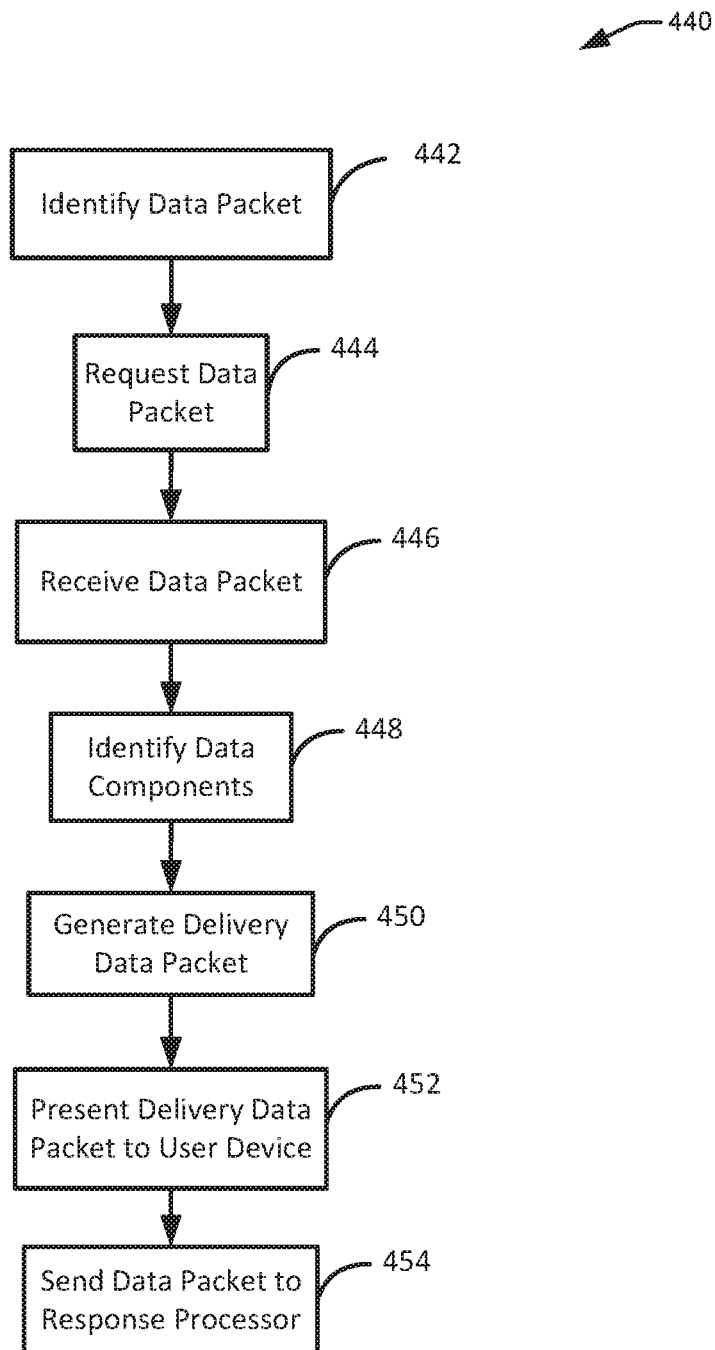 440
442
Identify Data Packet
444
Request Data
Packet
446
Receive Data Packet
448
Identify Data
Components
450
Generate Delivery
Data Packet
452
Present Delivery Data
Packet to User Device
454
Send Data Packet to
Response Processor